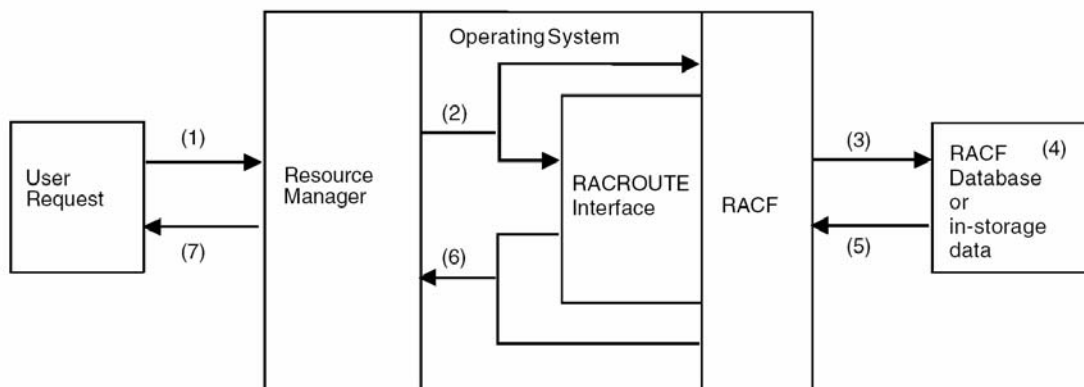 Operating System
(1)
(2)
(3)
(4)
User
Request
Resource
Manager
RACROUTE
Interface
RACF
RACF
Database
or
in-storage
data
(7)
(6)
(5)